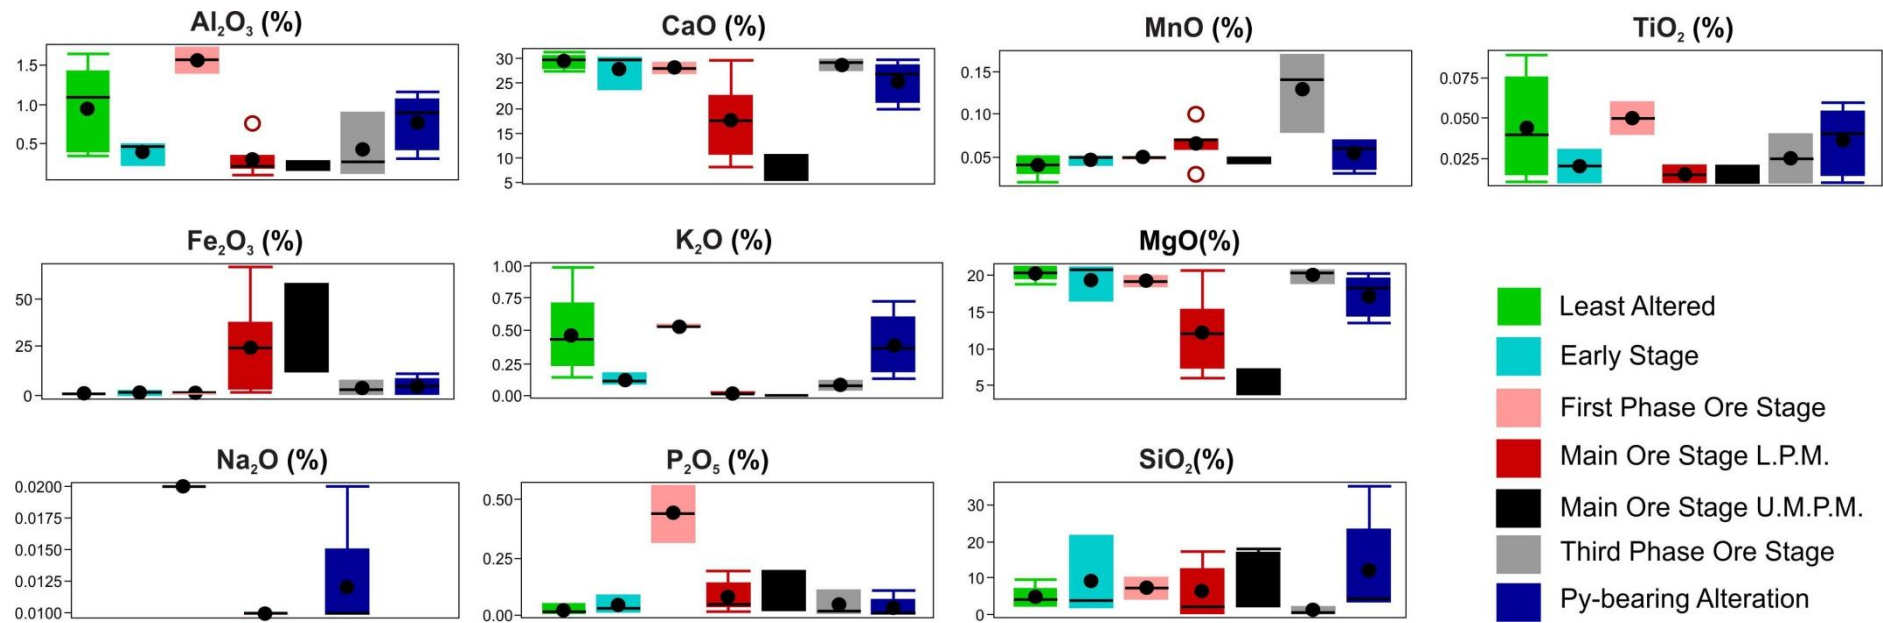 Al₂O₃ (%)
1.5
1.0
0.5
CaO (%)
30
25
20
15
10
5
MnO (%)
0.15
0.10
0.05
TiO₂ (%)
0.075
0.050
0.025
Fe₂O₃ (%)
50
25
0
K₂O (%)
1.00
0.75
0.50
0.25
0.00
MgO(%)
20
15
10
5
Na₂O (%)
0.0200
0.0175
0.0150
0.0125
0.0100
P₂O₅ (%)
0.50
0.25
0.00
SiO₂(%)
30
20
10
0
Least Altered
Early Stage
First Phase Ore Stage
Main Ore Stage L.P.M.
Main Ore Stage U.M.P.M.
Third Phase Ore Stage
Py-bearing Alteration